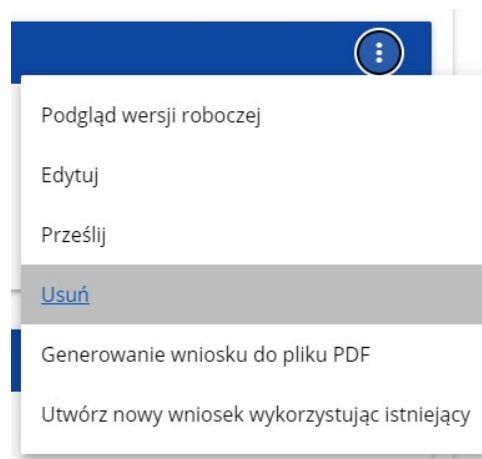 Podgląd wersji roboczej
Edytuj
Prześlij
Usuń
Generowanie wniosku do pliku PDF
Utwórz nowy wniosek wykorzystując istniejący